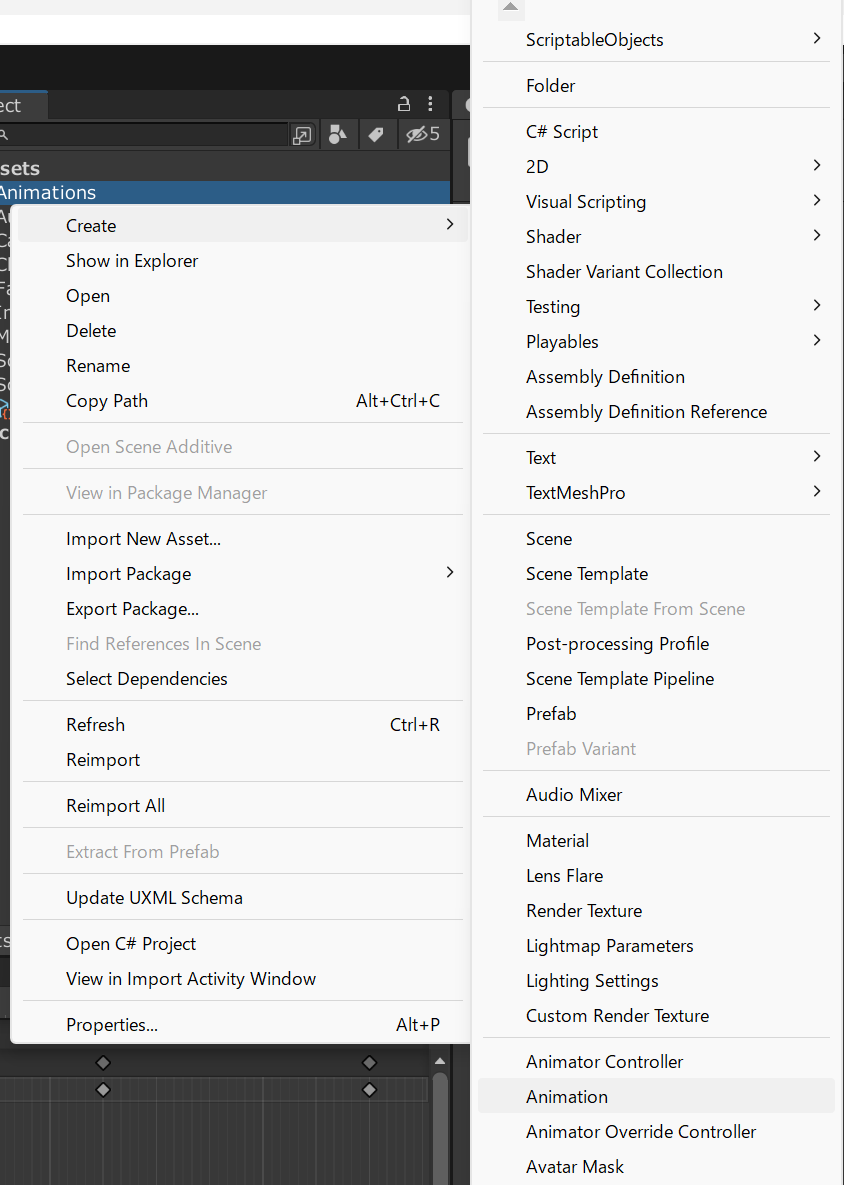 ect
5
sets
Animations
Create
Show in Explorer
Open
Delete
Rename
Copy Path Alt+Ctrl+C
Open Scene Additive
View in Package Manager
Import New Asset...
Import Package
Export Package...
Find References In Scene
Select Dependencies
Refresh Ctrl+R
Reimport
Reimport All
Extract From Prefab
Update UXML Schema
Open C# Project
View in Import Activity Window
Properties... Alt+P
ScriptableObjects
Folder
C# Script
2D
Visual Scripting
Shader
Shader Variant Collection
Testing
Playables
Assembly Definition
Assembly Definition Reference
Text
TextMeshPro
Scene
Scene Template
Scene Template From Scene
Post-processing Profile
Scene Template Pipeline
Prefab
Prefab Variant
Audio Mixer
Material
Lens Flare
Render Texture
Lightmap Parameters
Lighting Settings
Custom Render Texture
Animator Controller
Animation
Animator Override Controller
Avatar Mask